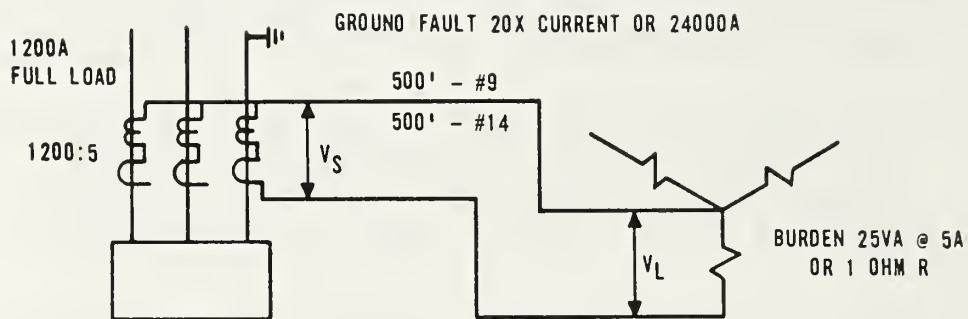 GROUND FAULT 20X CURRENT OR 24000A
1200A
FULL LOAD
500' - #9
500' - #14
1200:5
VS
VL
BURDEN 25VA @ 5A
OR 1 OHM R